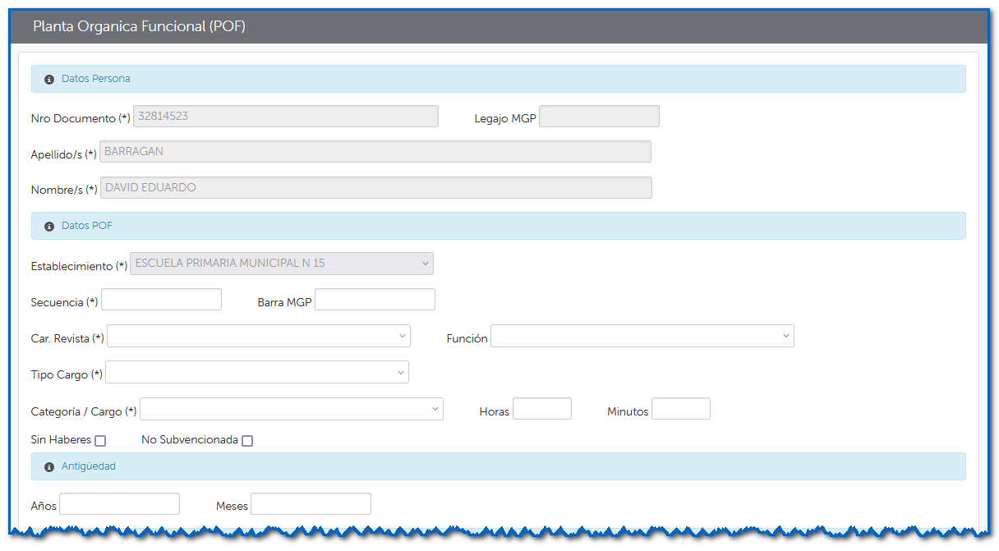 Planta Organica Funcional (POF)
Datos Persona
Nro Documento (*) 32814523 Legajo MGP
Apellido/s (*) BARRAGAN
Nombre/s (*) DAVID EDUARDO
Datos POF
Establecimiento (*) ESCUELA PRIMARIA MUNICIPAL N 15
Secuencia (*) Barra MGP
Car. Revista (*) Función
Tipo Cargo (*)
Categoría / Cargo (*) Horas Minutos
Sin Haberes No Subvencionada
Antigüedad
Años Meses